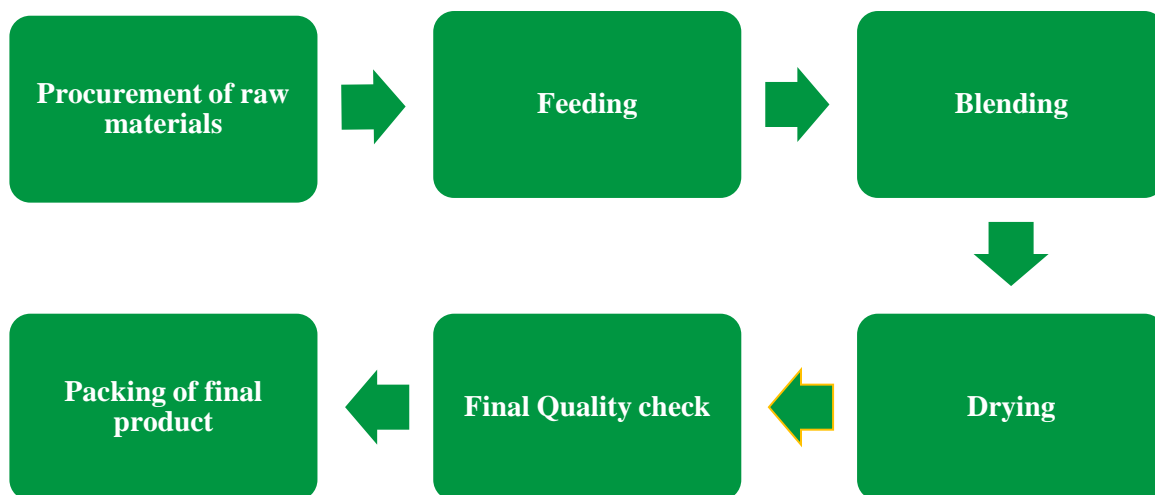 Procurement of raw
materials
Feeding
Blending
Drying
Final Quality check
Packing of final
product